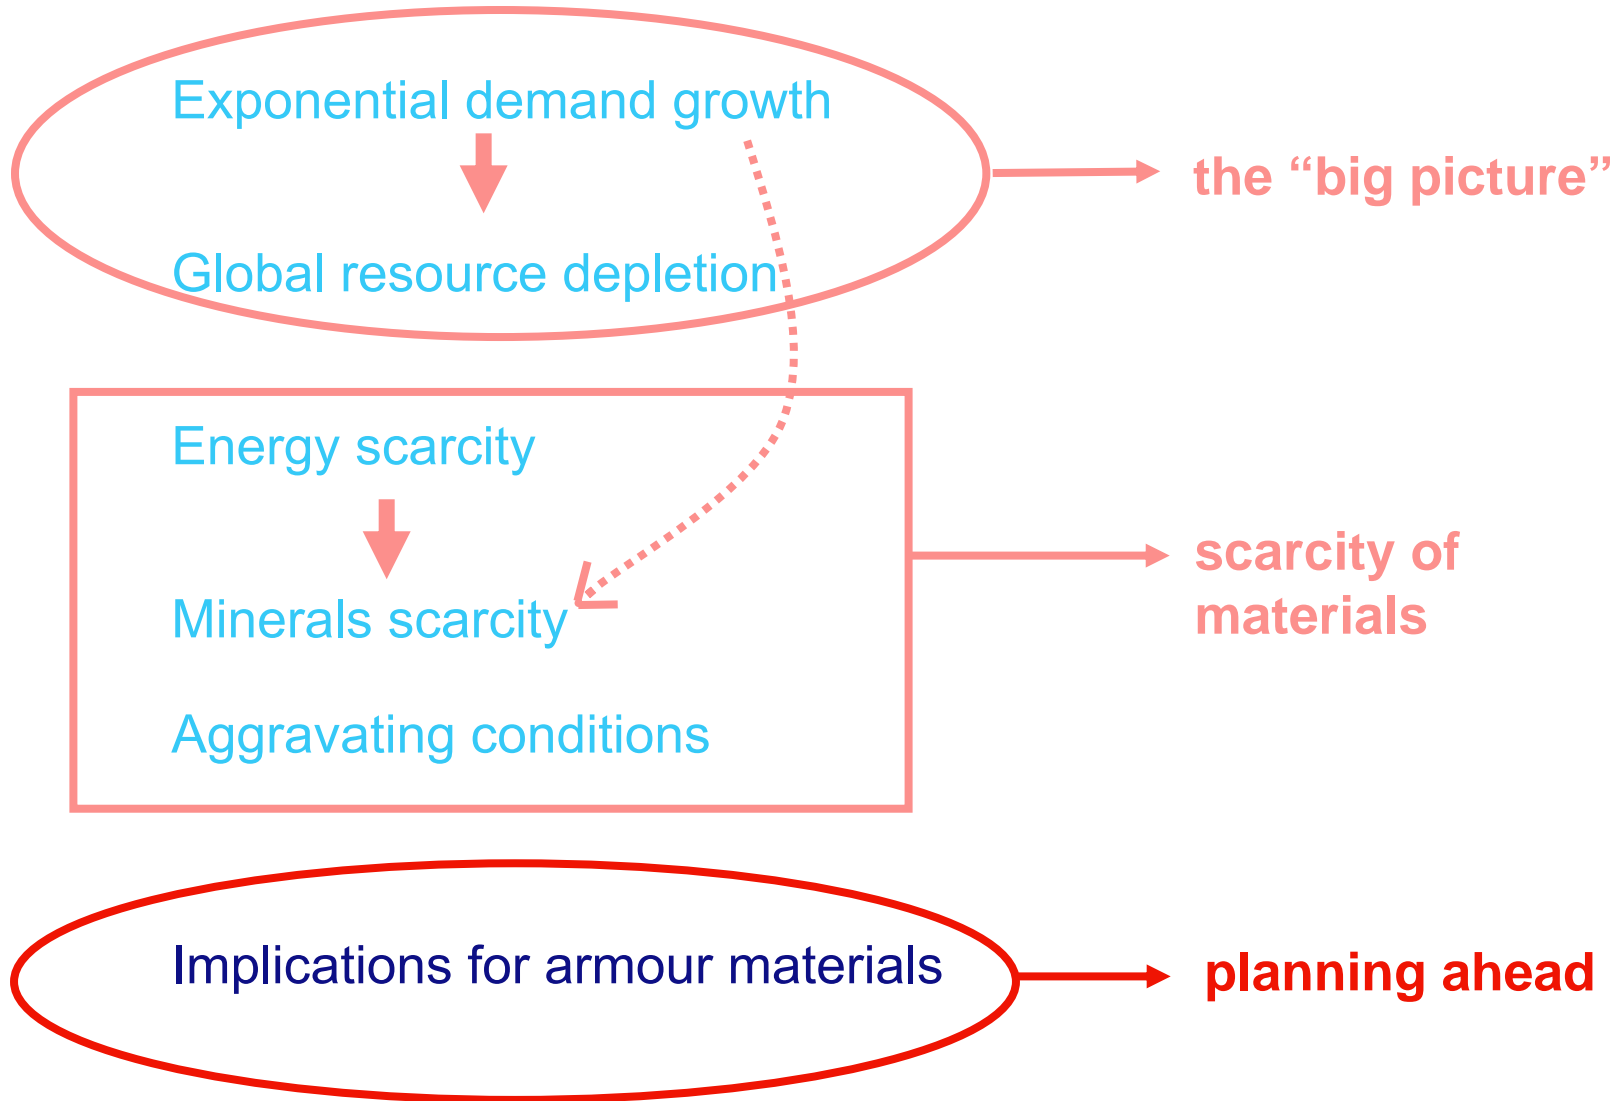 Exponential demand growth
the “big picture”
Global resource depletion
Energy scarcity
scarcity of
materials
Minerals scarcity
Aggravating conditions
Implications for armour materials
planning ahead